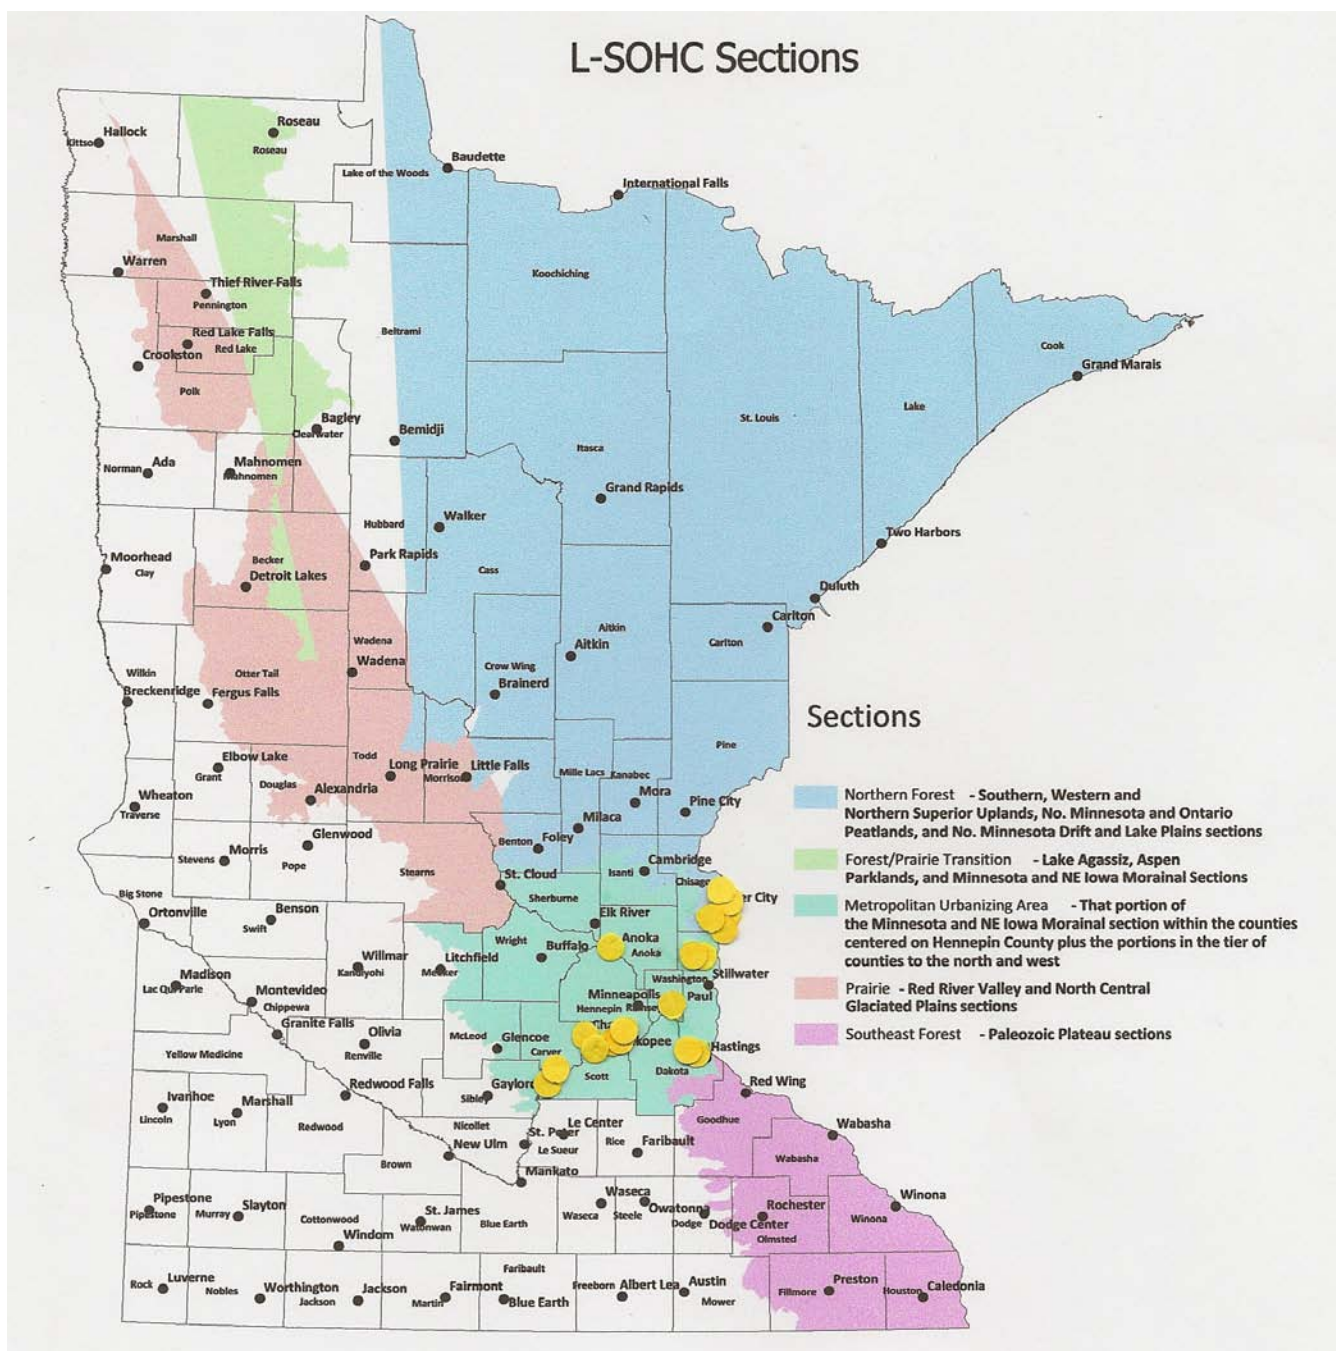 L-SOHC Sections
Roseau
Hallock
Kittso
Roseau
Baudette
Lake of the Woods
International Falls
Marshall
Warren
Koochiching
Thief River Falls
Pennington
Beltrami
Red Lake Falls
Red Lake
Crookston
Cook
Grand Marais
Polk
Lake
St. Louis
Bagley
Clearwater
Bemidji
Itasca
Ada
Norman
Mahnomen
Mahnomen
Grand Rapids
Walker
Hubbard
Two Harbors
Moorhead
Clay
Becker
Detroit Lakes
Park Rapids
Cass
Duluth
Carlton
Carlton
Aitkin
Aitkin
Wadena
Wadena
Crow Wing
Brainerd
Wilkin
Otter Tail
Breckenridge
Fergus Falls
Sections
Pine
Elbow Lake
Grant
Todd
Long Prairie
Morrison
Little Falls
Mille Lacs
Kanabec
Douglas
Alexandria
Wheaton
Traverse
Mora
Pine City
Milaca
Northern Forest - Southern, Western and
Northern Superior Uplands, No. Minnesota and Ontario
Peatlands, and No. Minnesota Drift and Lake Plains sections
Glenwood
Pope
Morris
Stevens
Benton
Foley
Cambridge
Isanti
Chisag
Stearns
St. Cloud
Sherburne
Forest/Prairie Transition - Lake Agassiz, Aspen
Parklands, and Minnesota and NE Iowa Morainal Sections
Big Stone
Ortonville
Benson
Swift
Elk River
er City
Metropolitan Urbanizing Area - That portion of
the Minnesota and NE Iowa Morainal section within the counties
centered on Hennepin County plus the portions in the tier of
counties to the north and west
Wright
Buffalo
Anoka
Anoka
Willmar
Kandiyohi
Litchfield
Meeker
Madison
Lac Qui Parle
Montevideo
Chippewa
Washington
Stillwater
Minneapolis
Hennepin
Paul
Prairie - Red River Valley and North Central
Glaciated Plains sections
Granite Falls
Olivia
Renville
McLeod
Glencoe
Carver
Cha
kopee
Hastings
Southeast Forest - Paleozoic Plateau sections
Yellow Medicine
Scott
Dakota
Redwood Falls
Gaylor
Sibley
Red Wing
Ivanhoe
Lincoln
Marshall
Lyon
Redwood
Nicollet
New Ulm
St. Peter
Le Center
Le Sueur
Rice
Faribault
Goodhue
Wabasha
Wabasha
Brown
Mankato
Pipestone
Pipestone
Slayton
Murray
Cottonwood
Windom
St. James
Watonwan
Blue Earth
Waseca
Waseca
Steele
Owatonna
Dodge
Dodge Center
Rochester
Olmsted
Winona
Winona
Rock
Luverne
Nobles
Worthington
Jackson
Jackson
Fairmont
Martin
Faribault
Blue Earth
Freeborn
Albert Lea
Austin
Mower
Fillmore
Preston
Houston
Caledonia